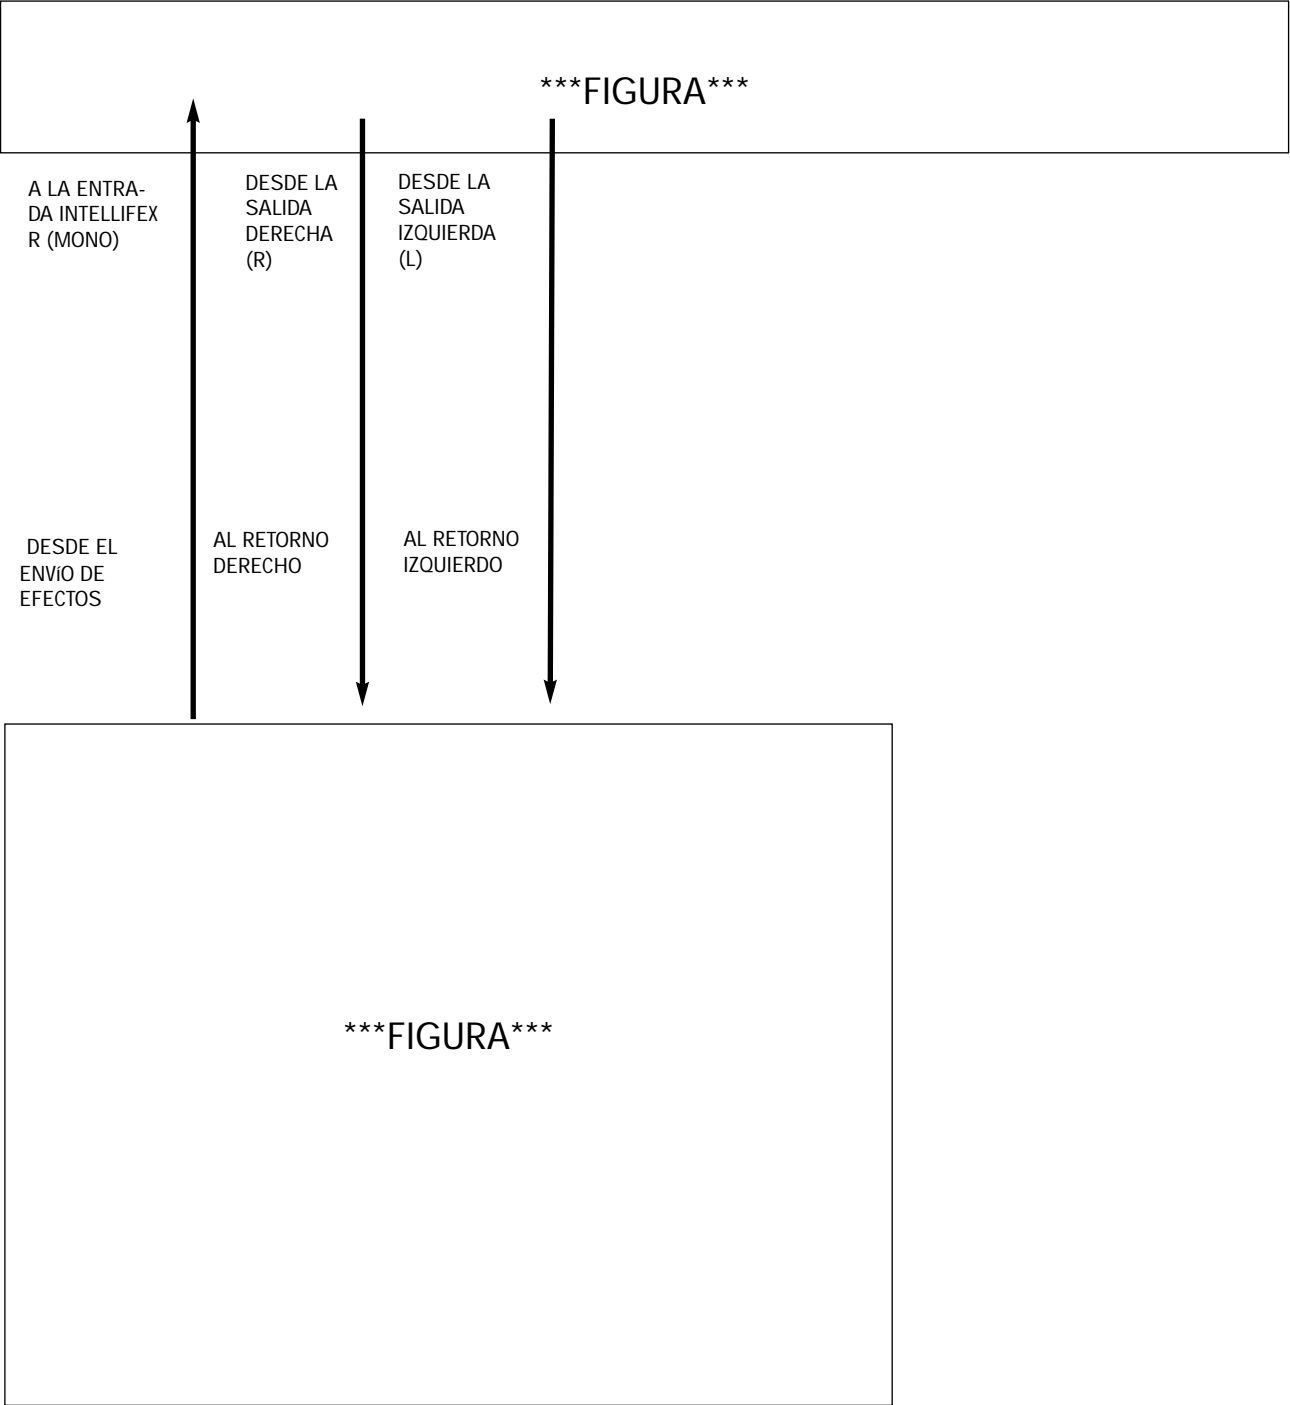 ***FIGURA***
A LA ENTRA-
DA INTELLIFEX
R (MONO)
DESDE LA
SALIDA
DERECHA
(R)
DESDE LA
SALIDA
IZQUIERDA
(L)
DESDE EL
ENVíO DE
EFECTOS
AL RETORNO
DERECHO
AL RETORNO
IZQUIERDO
***FIGURA***